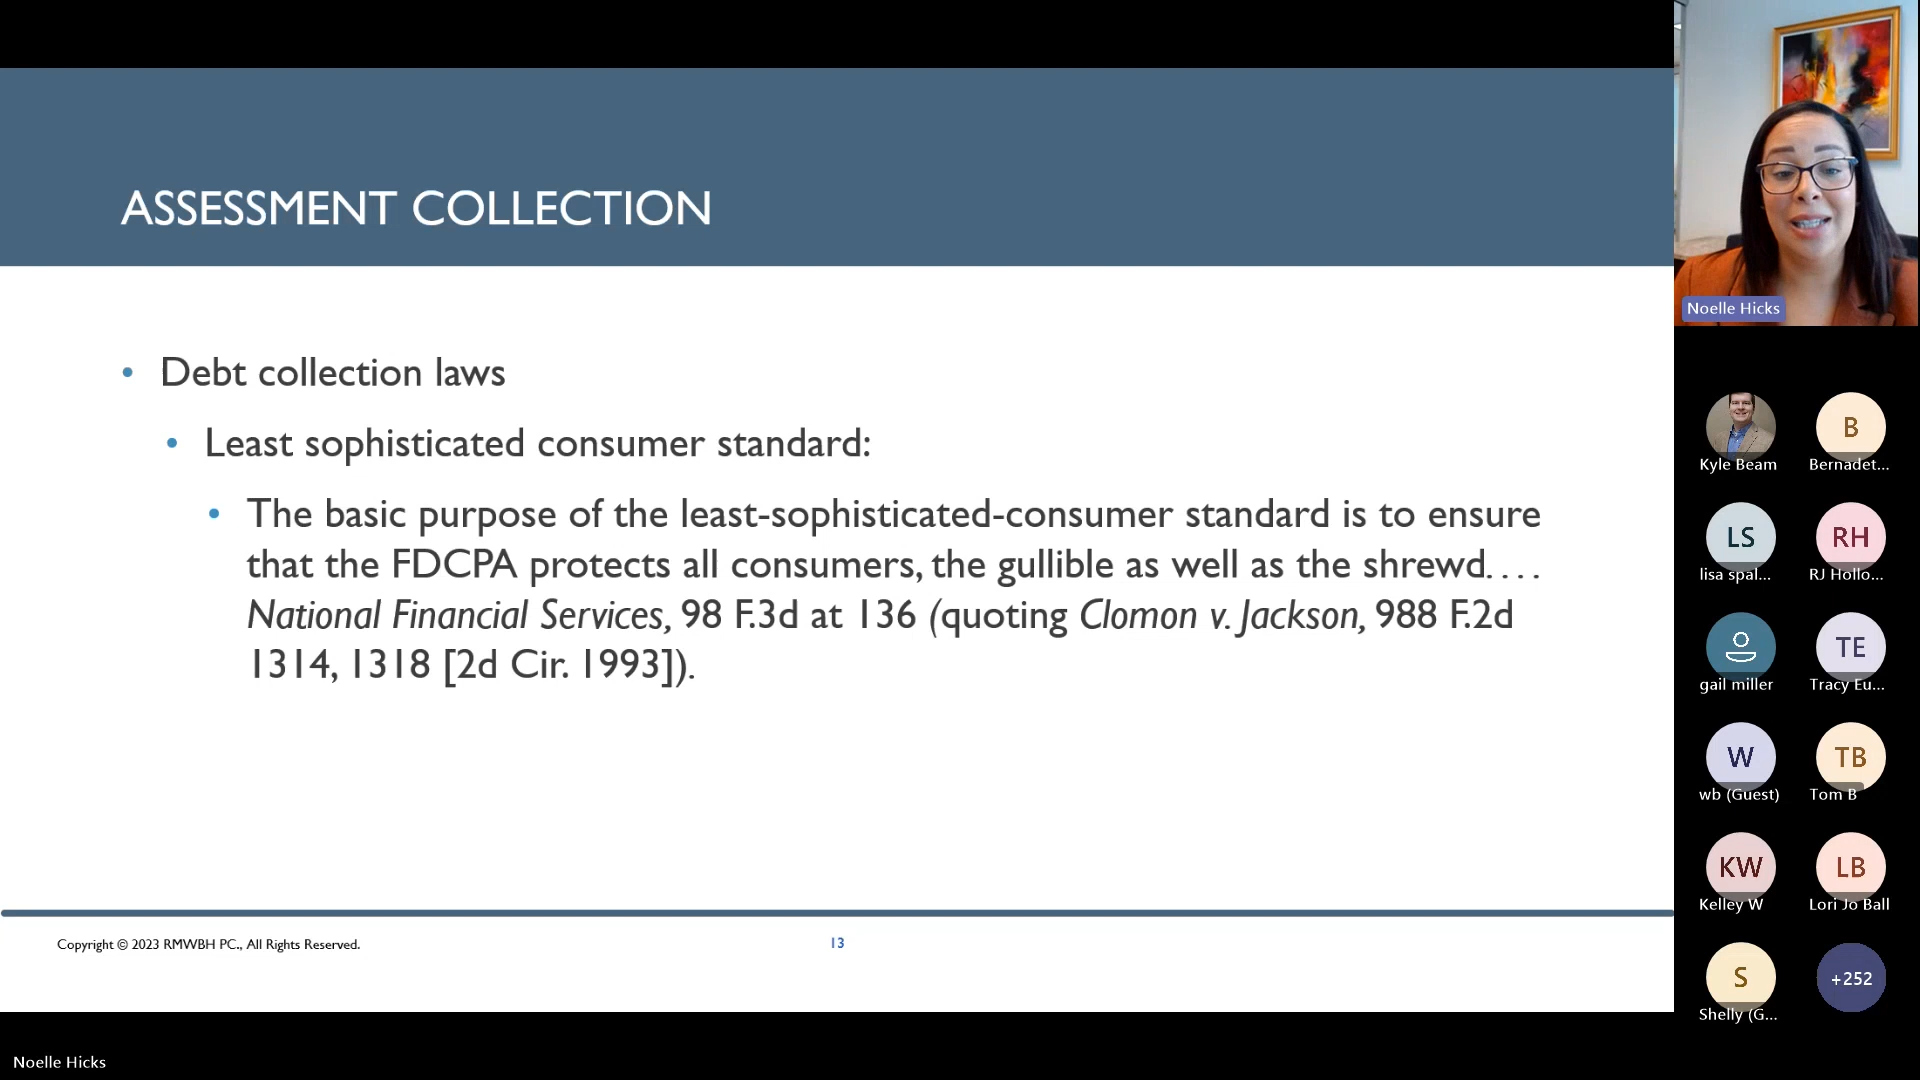 ASSESSMENT COLLECTION
• Debt collection laws
• Least sophisticated consumer standard:
• The basic purpose of the least-sophisticated-consumer standard is to ensure
that the FDCPA protects all consumers, the gullible as well as the shrewd. . . .
National Financial Services, 98 F.3d at 136 (quoting Clomon v. Jackson, 988 F.2d
1314, 1318 [2d Cir. 1993]).
Copyright © 2023 RMWBH PC., All Rights Reserved.
13
Noelle Hicks
Kyle Beam
B
Bernadet...
LS
lisa spal...
RH
RJ Hollo...
gail miller
TE
Tracy Eu...
W
wb (Guest)
TB
Tom B
KW
Kelley W
LB
Lori Jo Ball
S
Shelly (G...
+252
Noelle Hicks